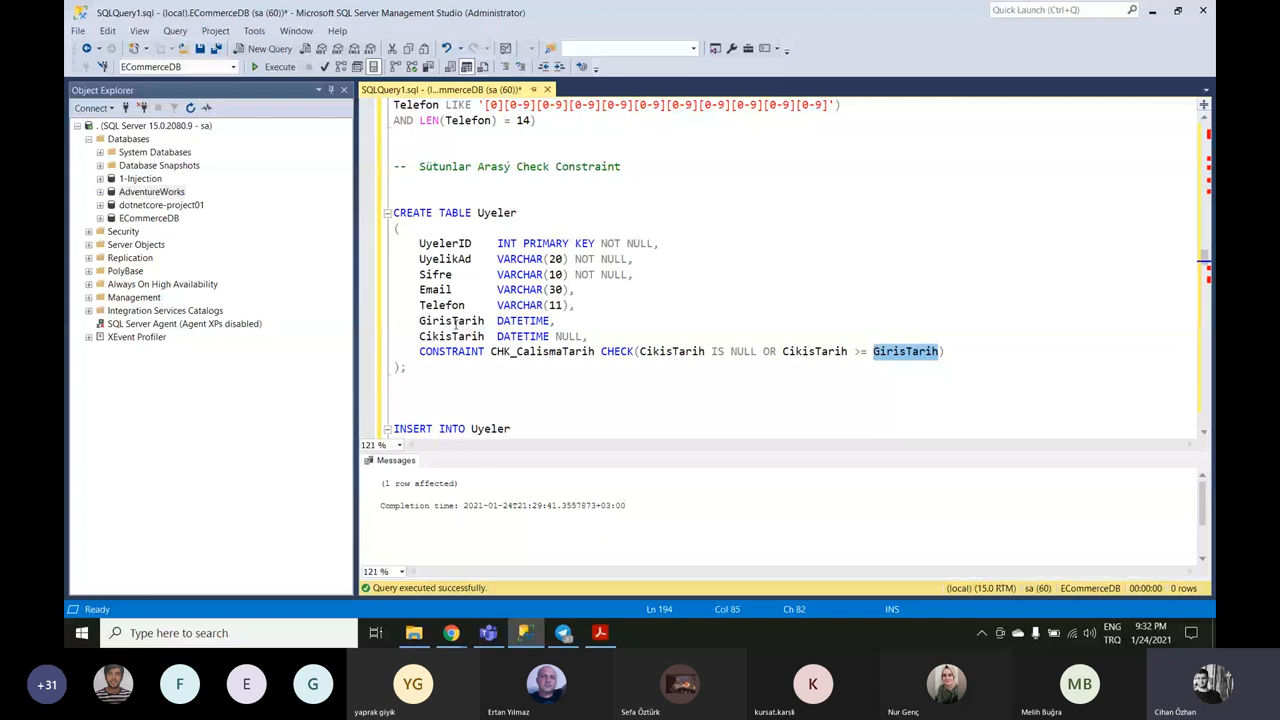 SQLQuery1.sql - (local).ECommerceDB (sa (60))* - Microsoft SQL Server Management Studio (Administrator)
Quick Launch (Ctrl+Q)
File Edit View Query Project Tools Window Help
New Query
ECommerceDB
Execute
Object Explorer
SQLQuery1.sql - (l...mmerceDB (sa (60))*
Connect
. (SQL Server 15.0.2080.9 - sa)
Databases
System Databases
Database Snapshots
1-Injection
AdventureWorks
dotnetcore-project01
ECommerceDB
Security
Server Objects
Replication
PolyBase
Always On High Availability
Management
Integration Services Catalogs
SQL Server Agent (Agent XPs disabled)
XEvent Profiler
Telefon LIKE '[0][0-9][0-9][0-9][0-9][0-9][0-9][0-9][0-9][0-9]')
AND LEN(Telefon) = 14)
-- Sütunlar Arasý Check Constraint
CREATE TABLE Uyeler
(
UyelerID INT PRIMARY KEY NOT NULL,
UyelikAd VARCHAR(20) NOT NULL,
Sifre VARCHAR(10) NOT NULL,
Email VARCHAR(30),
Telefon VARCHAR(11),
GirisTarih DATETIME,
CikisTarih DATETIME NULL,
CONSTRAINT CHK_CalismaTarih CHECK(CikisTarih IS NULL OR CikisTarih >= GirisTarih)
);
INSERT INTO Uyeler
121 %
Messages
(1 row affected)
Completion time: 2021-01-24T21:29:41.3557873+03:00
121 %
Query executed successfully.
(local) (15.0 RTM) sa (60) ECommerceDB 00:00:00 0 rows
Ready
Ln 194 Col 85 Ch 82 INS
Type here to search
ENG
TRQ
9:32 PM
1/24/2021
+31
F
E
G
YG
yaprak giyik
Ertan Yılmaz
Sefa Öztürk
K
kursat.karsli
Nur Genç
MB
Melih Buğra
Cihan Özhan